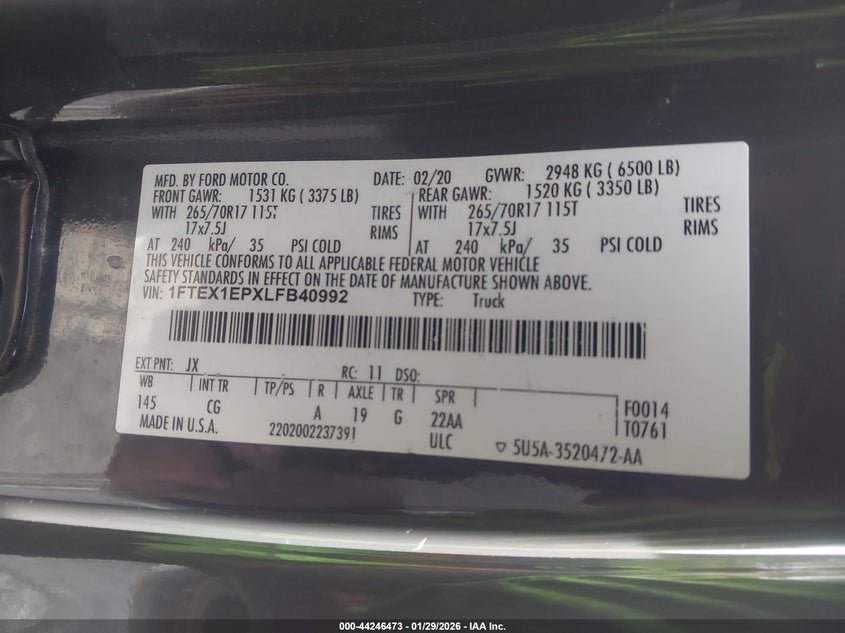 MFD. BY FORD MOTOR CO. DATE: 02/20 GVWR: 2948 KG ( 6500 LB)
FRONT GAWR: 1531 KG ( 3375 LB) REAR GAWR: 1520 KG ( 3350 LB)
WITH 265/70R17 115T TIRES WITH 265/70R17 115T TIRES
17x7.5J RIMS 17x7.5J RIMS
AT 240 kPa/ 35 PSI COLD AT 240 kPa/ 35 PSI COLD
THIS VEHICLE CONFORMS TO ALL APPLICABLE FEDERAL MOTOR VEHICLE
SAFETY STANDARDS IN EFFECT ON THE DATE OF MANUFACTURE SHOWN ABOVE.
VIN: 1FTEX1EPXLFB40992 TYPE: Truck
EXT PNT: JX RC: 11 DSO:
WB INT TR TP/PS R AXLE TR SPR
145 CG A 19 G 22AA F0014
MADE IN U.S.A. 2202002237391 ULC T0761
5U5A-3520472-AA
000-44246473 - 01/29/2026 - IAA Inc.